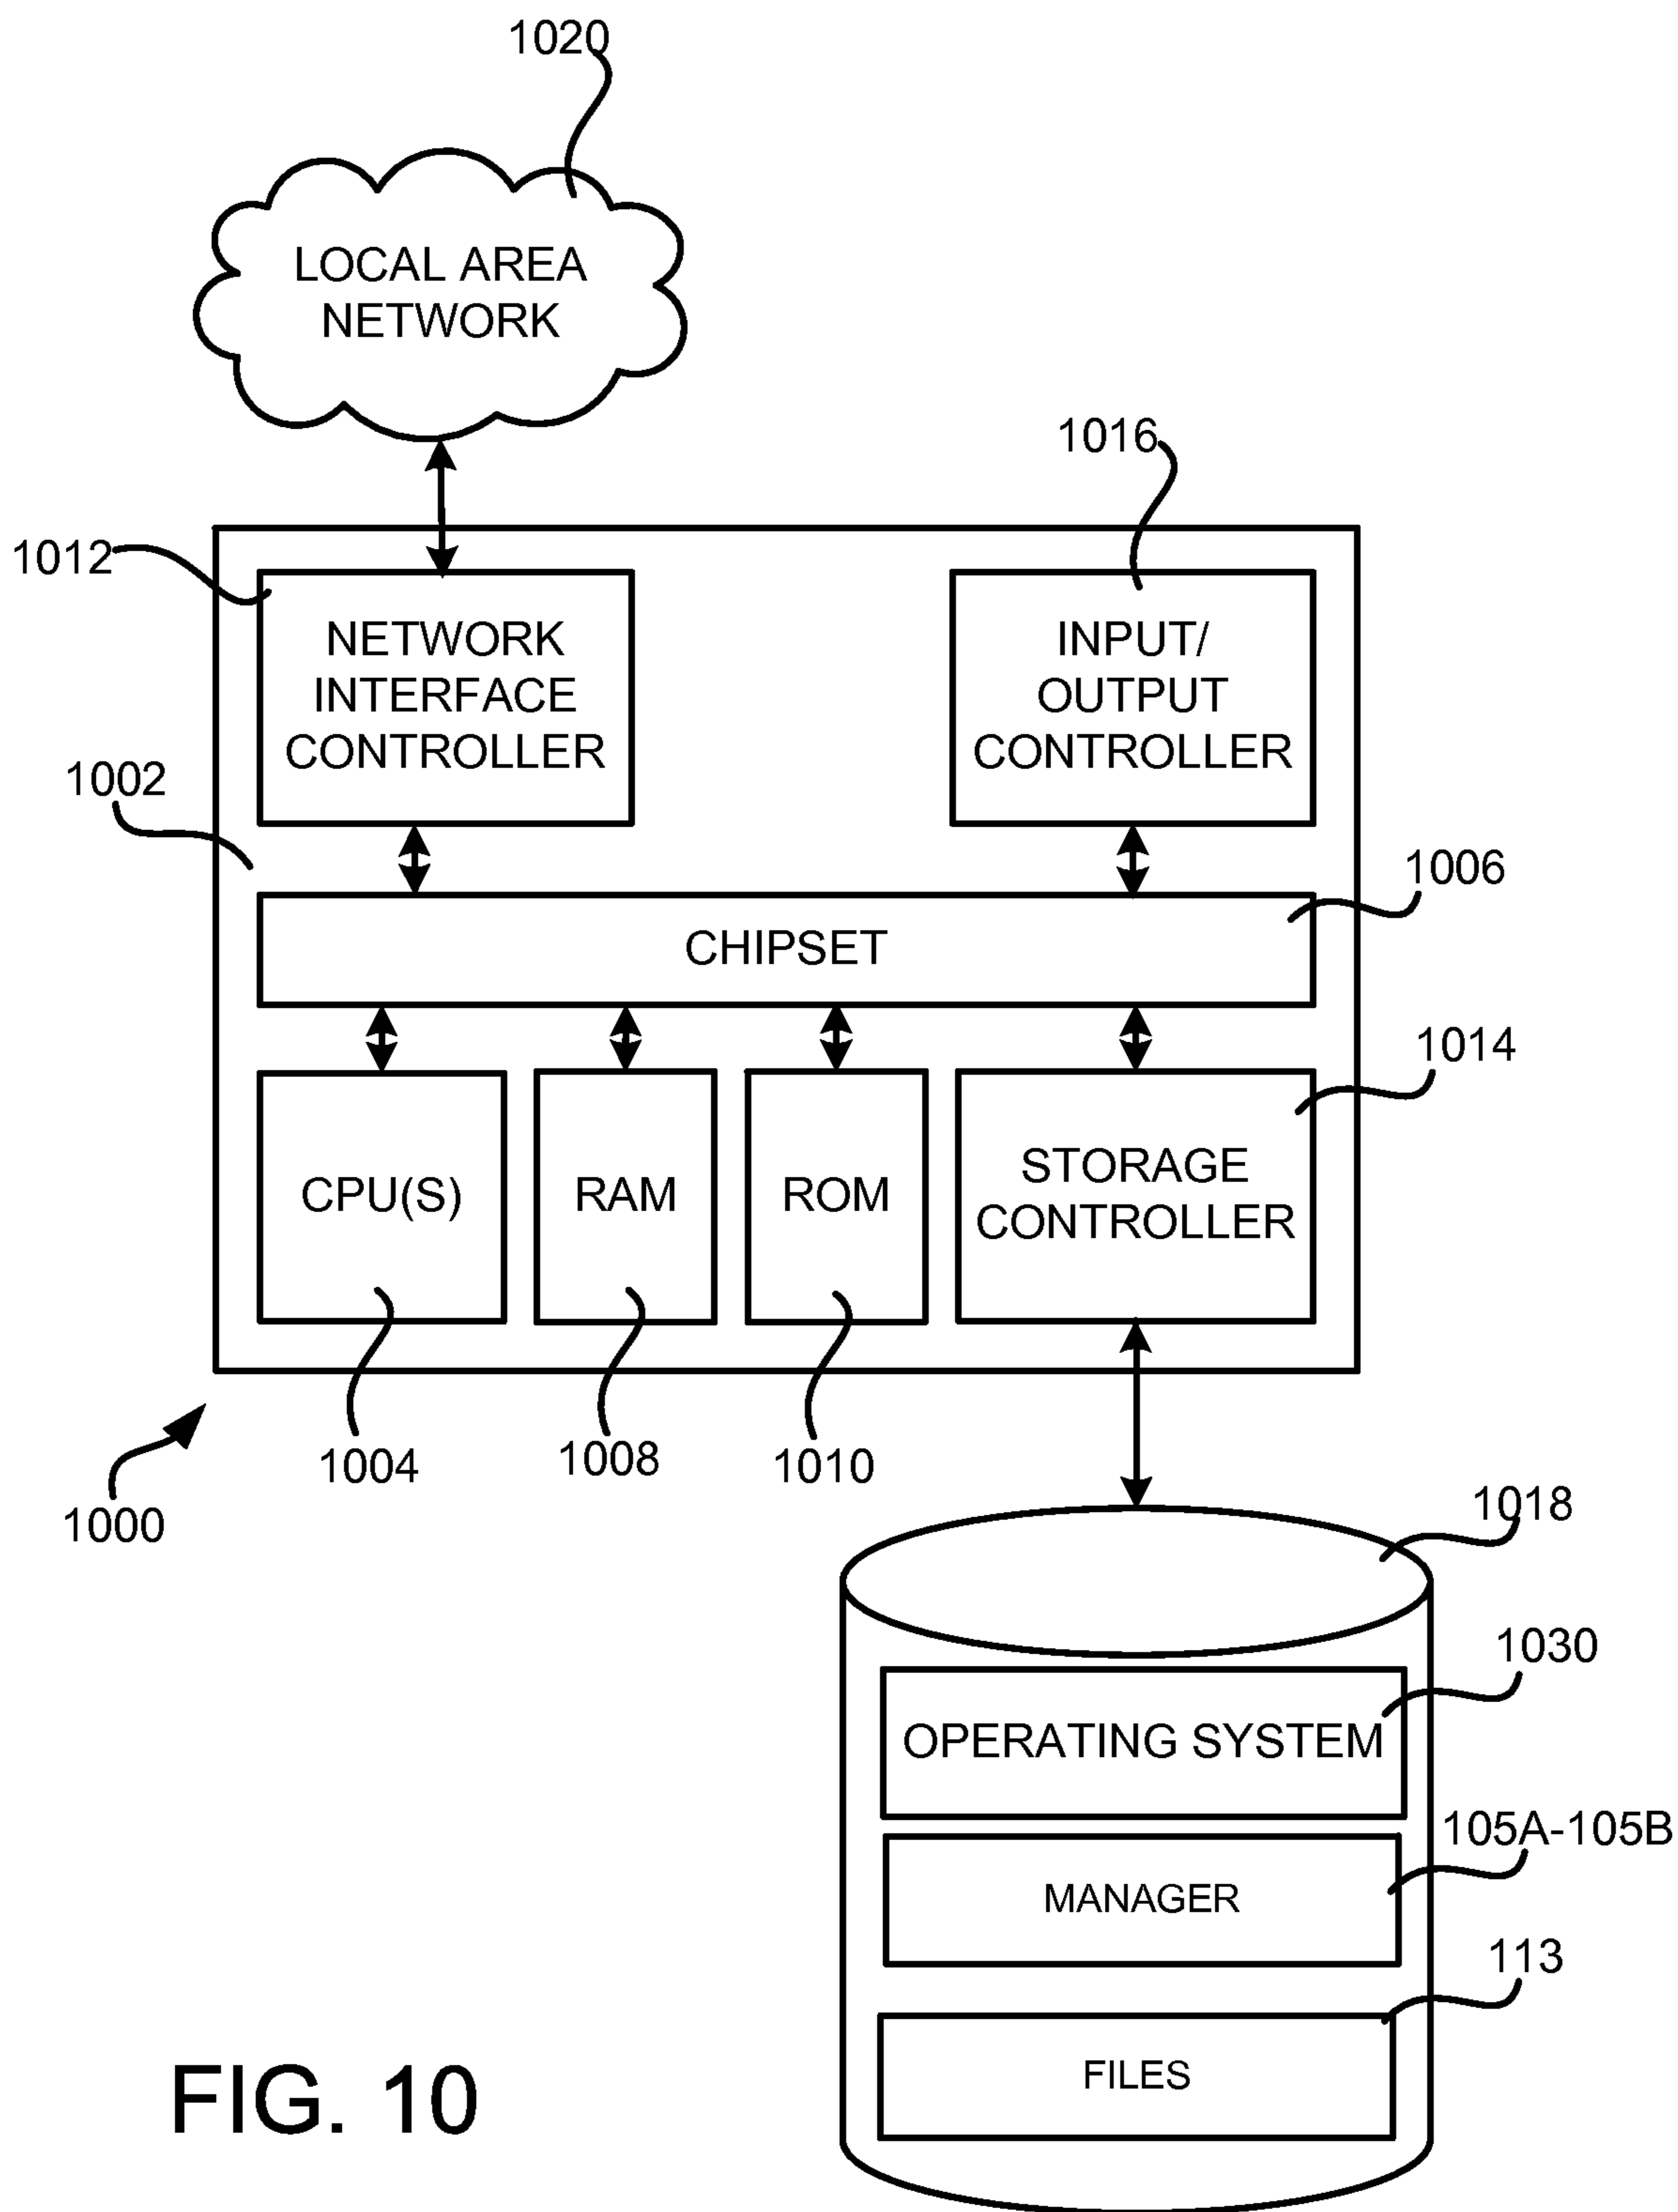 1020
LOCAL AREA
NETWORK
1016
1012
NETWORK
INTERFACE
CONTROLLER
INPUT/
OUTPUT
CONTROLLER
1002
1006
CHIPSET
1014
CPU(S)
RAM
ROM
STORAGE
CONTROLLER
1004
1008
1010
1000
1018
1030
OPERATING SYSTEM
105A-105B
MANAGER
113
FILES
FIG. 10